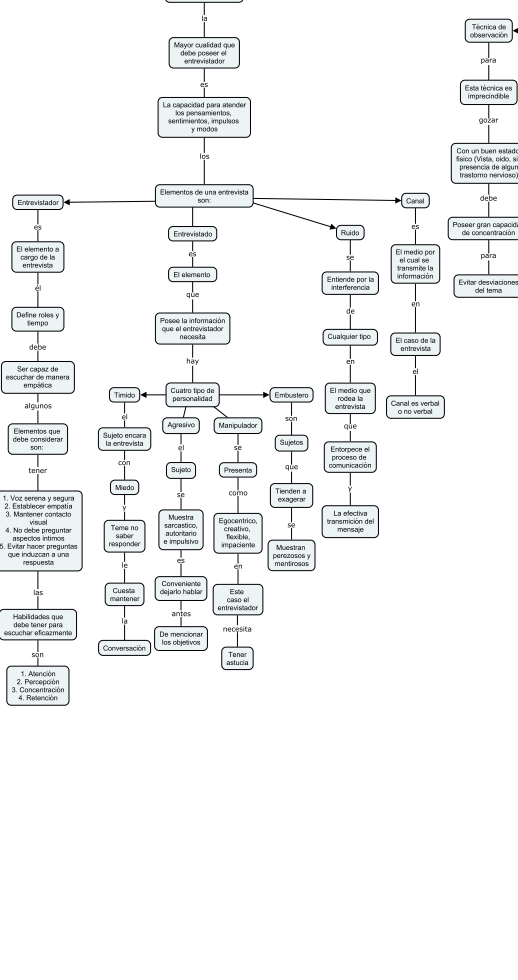 la
Mayor cualidad que
debe poseer el
entrevistador
es
La capacidad para atender
los pensamientos,
sentimientos, impulsos
y modos
los
Elementos de una entrevista
son:
Entrevistador
es
El elemento a
cargo de la
entrevista
él
Define roles y
tiempo
debe
Ser capaz de
escuchar de manera
empática
algunos
Elementos que
debe considerar
son:
tener
1. Voz serena y segura
2. Establecer empatía
3. Mantener contacto
visual
4. No debe preguntar
aspectos intimos
5. Evitar hacer preguntas
que induzcan a una
respuesta
las
Habilidades que
debe tener para
escuchar eficazmente
son
1. Atención
2. Percepción
3. Concentración
4. Retención
Entrevistado
es
El elemento
que
Posee la información
que el entrevistador
necesita
hay
Cuatro tipo de
personalidad
Timido
el
Sujeto encara
la entrevista
con
Miedo
y
Teme no
saber
responder
le
Cuesta
mantener
la
Conversación
Agresivo
el
Sujeto
se
Muestra
sarcastico,
autoritario
e impulsivo
es
Conveniente
dejarlo hablar
antes
De mencionar
los objetivos
Manipulador
se
Presenta
como
Egocentrico,
creativo,
flexible,
impaciente
en
Este
caso el
entrevistador
necesita
Tener
astucia
Embustero
son
Sujetos
que
Tienden a
exagerar
se
Muestran
perezosos y
mentirosos
Ruido
se
Entiende por la
interferencia
de
Cualquier tipo
en
El medio que
rodea la
entrevista
que
Entorpece el
proceso de
comunicación
y
La efectiva
transmición del
mensaje
Canal
es
El medio por
el cual se
transmite la
información
en
El caso de la
entrevista
el
Canal es verbal
o no verbal
Técnica de
observación
para
Esta técnica es
imprecindible
gozar
Con un buen estado
fisico (Vista, oido, si
presencia de algun
trastorno nervioso)
debe
Poseer gran capacida
de concentración
para
Evitar desviaciones
del tema